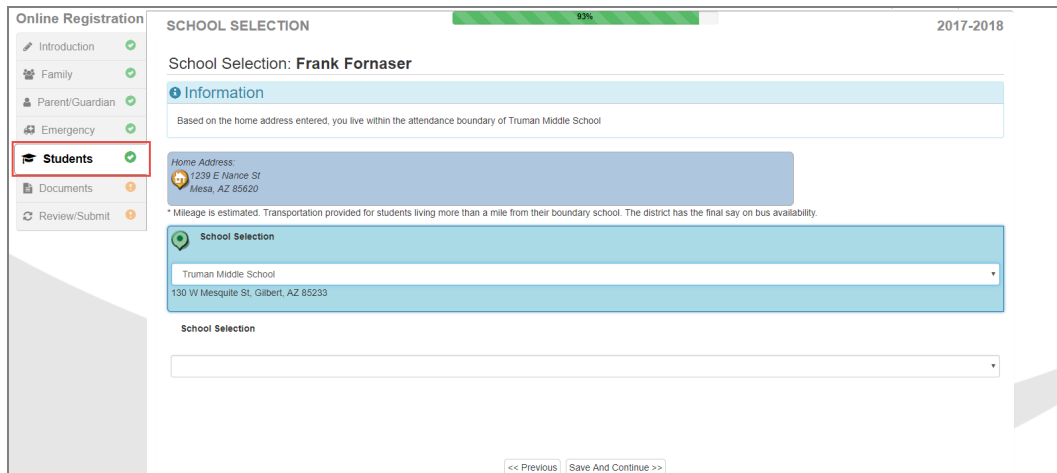 Online Registration
Introduction
Family
Parent/Guardian
Emergency
Students
Documents
Review/Submit
SCHOOL SELECTION
93%
2017-2018
School Selection: Frank Fornaser
Information
Based on the home address entered, you live within the attendance boundary of Truman Middle School
Home Address:
1239 E Nance St
Mesa, AZ 85620
* Mileage is estimated. Transportation provided for students living more than a mile from their boundary school. The district has the final say on bus availability.
School Selection
Truman Middle School
130 W Mesquite St, Gilbert, AZ 85233
School Selection
<< Previous
Save And Continue >>